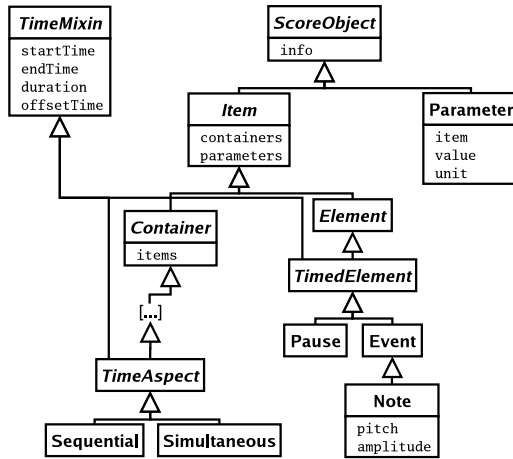 TimeMixin
startTime
endTime
duration
offsetTime
ScoreObject
info
Item
containers
parameters
Parameter
item
value
unit
Container
items
Element
TimedElement
[...]
Pause
Event
TimeAspect
Note
pitch
amplitude
Sequential
Simultaneous